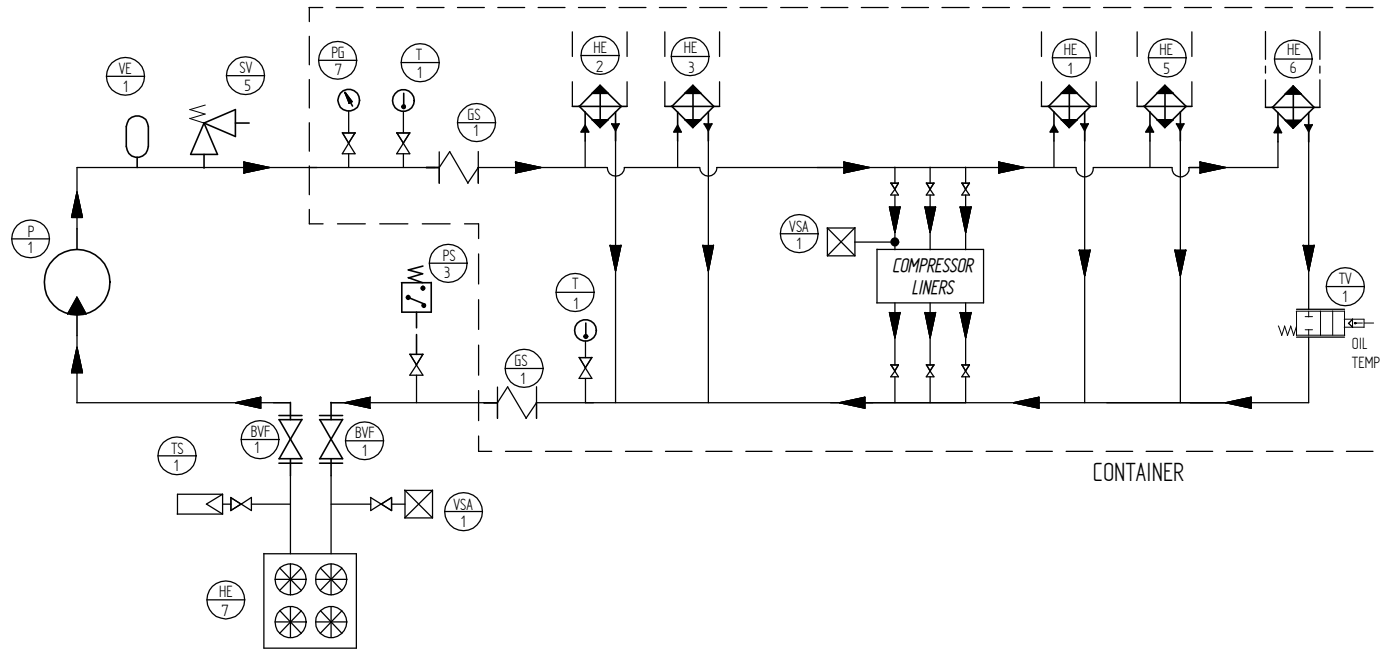 HE
2
HE
3
HE
1
HE
5
HE
6
PG
7
T
1
VE
1
SV
5
GS
1
P
1
VSA
1
PS
3
COMPRESSOR
LINERS
T
1
TV
1
OIL
TEMP
GS
1
BVF
1
BVF
1
TS
1
CONTAINER
VSA
1
HE
7